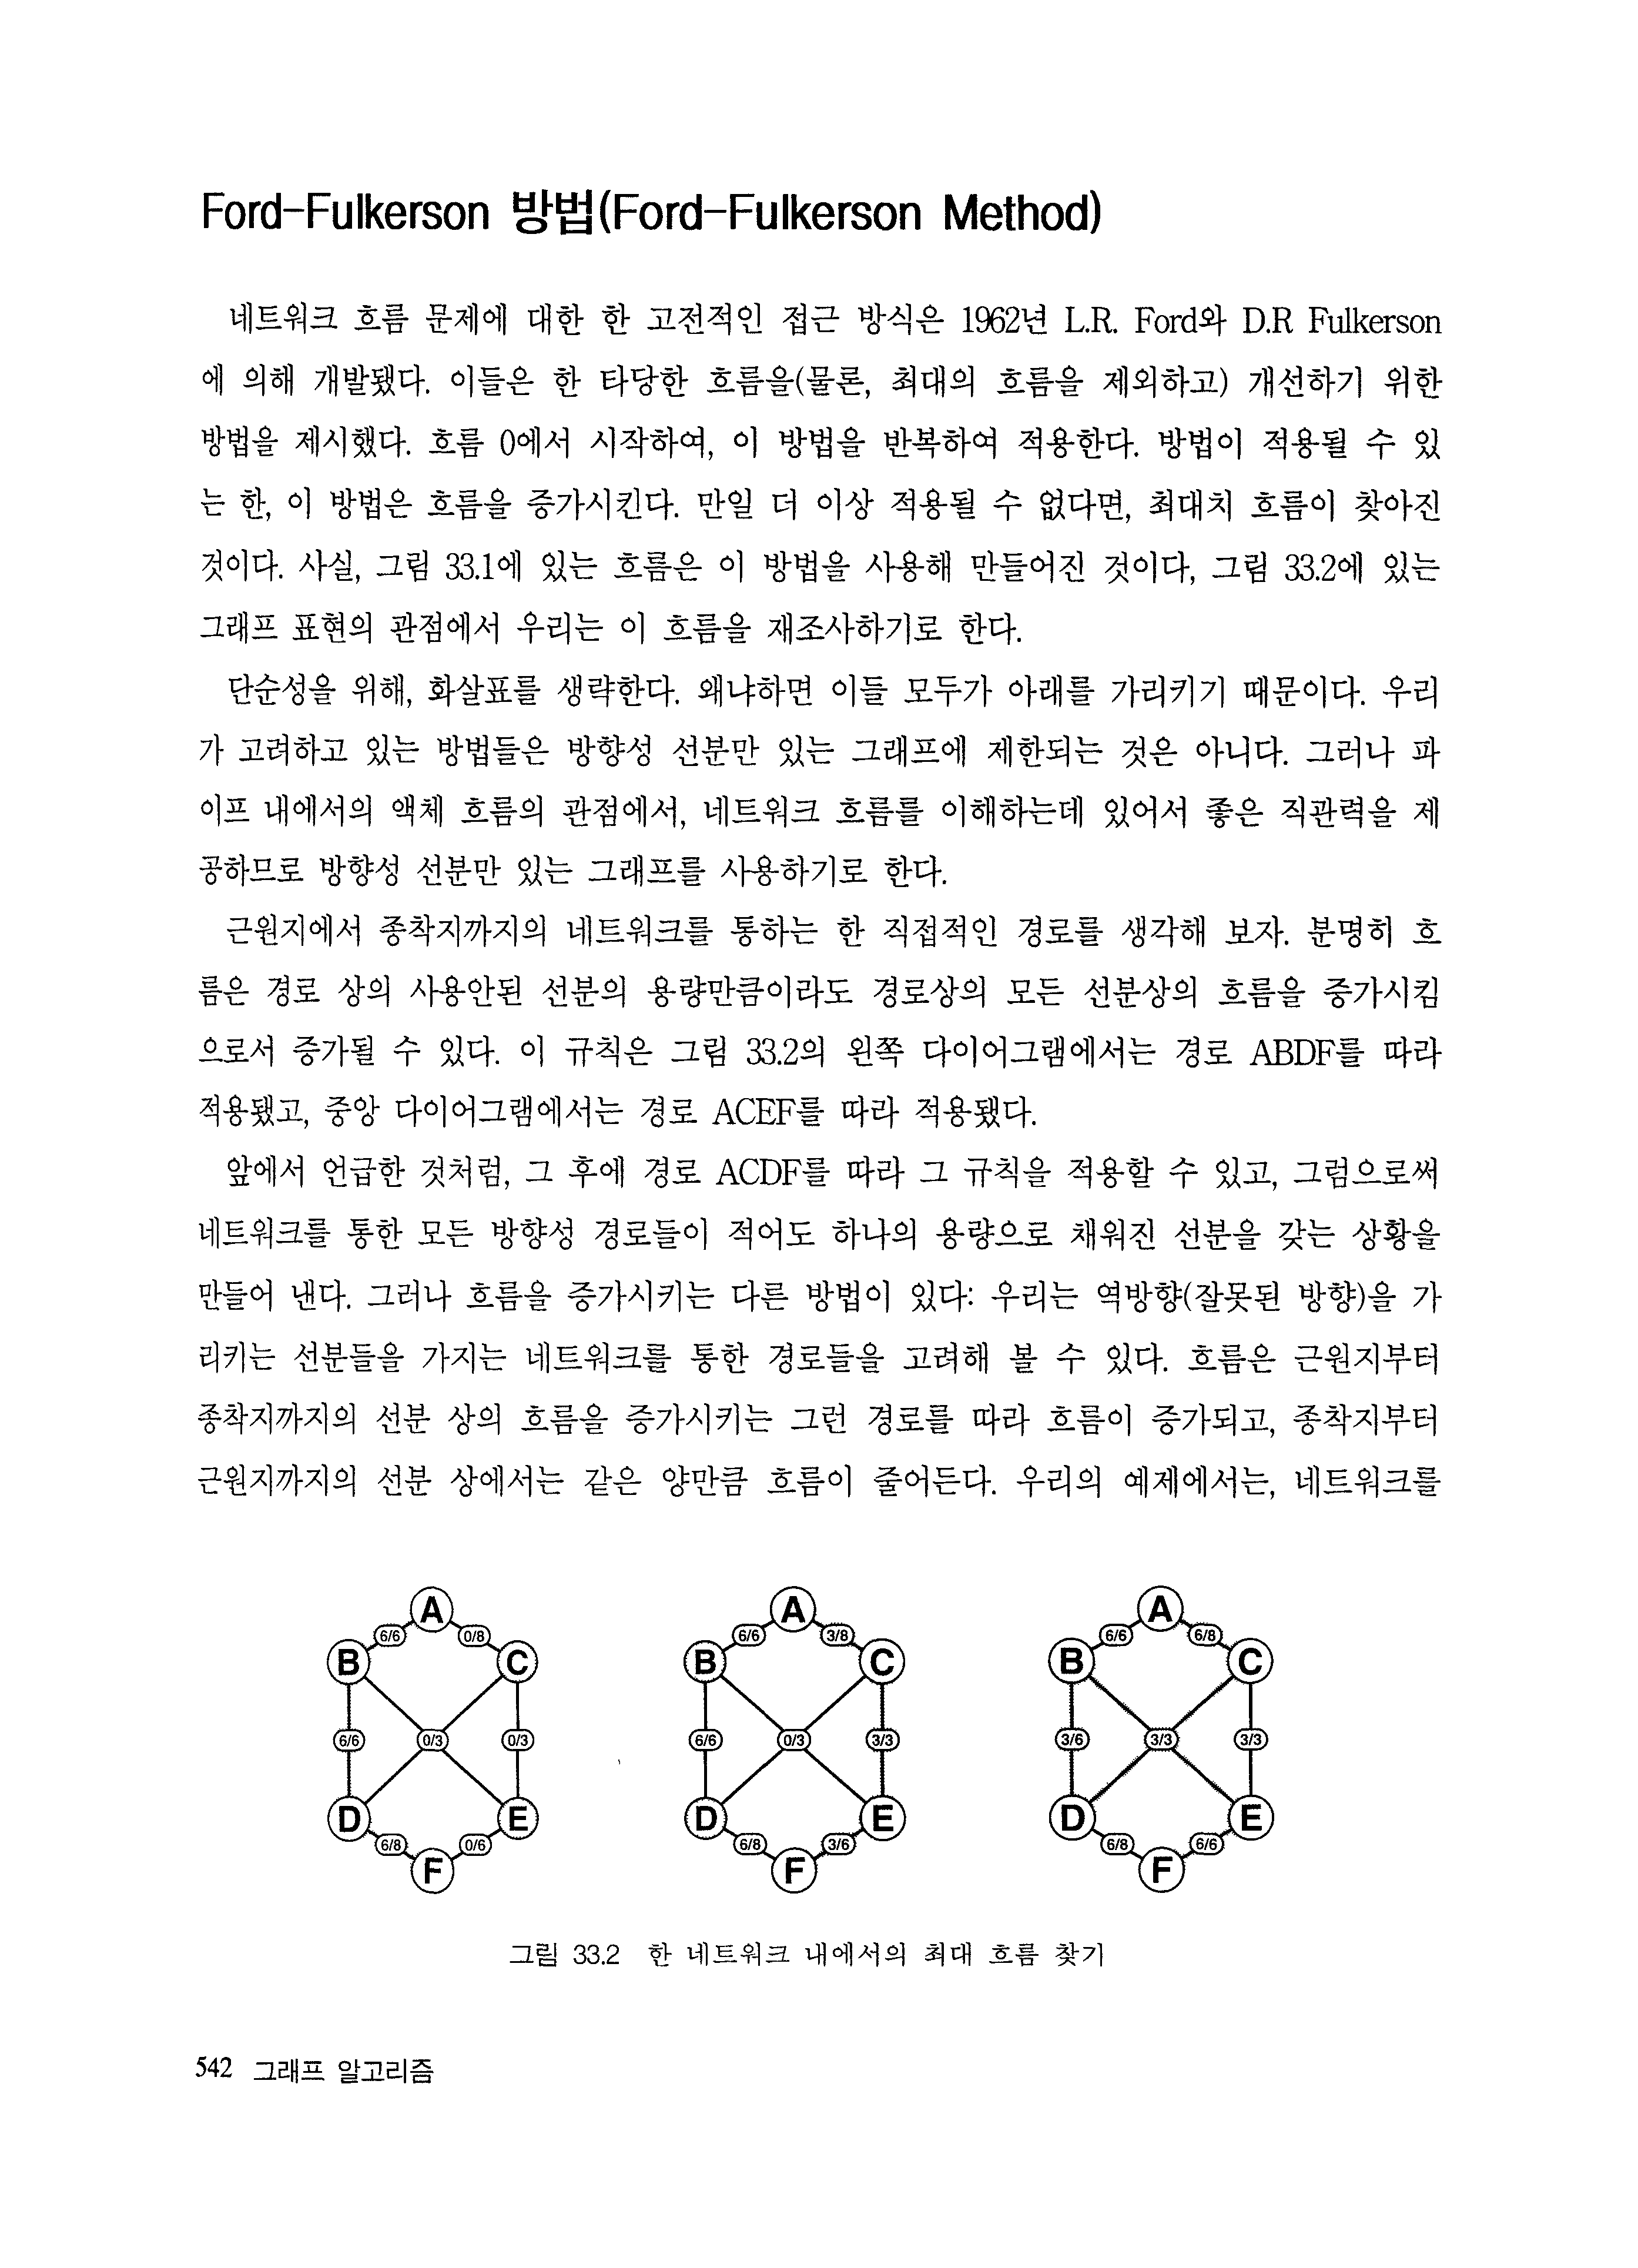 Ford-Fulkerson 방법(Ford-Fulkerson Method)
네트워크 흐름 문제에 대한 한 고전적인 접근 방식은 1962년 L.R. Ford와 D.R Fulkerson
에 의해 개발됐다. 이들은 한 타당한 흐름을(물론, 최대의 흐름을 제외하고) 개선하기 위한
방법을 제시했다. 흐름 0에서 시작하여, 이 방법을 반복하여 적용한다. 방법이 적용될 수 있
는 한, 이 방법은 흐름을 증가시킨다. 만일 더 이상 적용될 수 없다면, 최대치 흐름이 찾아진
것이다. 사실, 그림 33.1에 있는 흐름은 이 방법을 사용해 만들어진 것이다, 그림 33.2에 있는
그래프 표현의 관점에서 우리는 이 흐름을 재조사하기로 한다.
단순성을 위해, 화살표를 생략한다. 왜냐하면 이들 모두가 아래를 가리키기 때문이다. 우리
가 고려하고 있는 방법들은 방향성 선분만 있는 그래프에 제한되는 것은 아니다. 그러나 파
이프 내에서의 액체 흐름의 관점에서, 네트워크 흐름를 이해하는데 있어서 좋은 직관력을 제
공하므로 방향성 선분만 있는 그래프를 사용하기로 한다.
근원지에서 종착지까지의 네트워크를 통하는 한 직접적인 경로를 생각해 보자. 분명히 흐
름은 경로 상의 사용안된 선분의 용량만큼이라도 경로상의 모든 선분상의 흐름을 증가시킴
으로서 증가될 수 있다. 이 규칙은 그림 33.2의 왼쪽 다이어그램에서는 경로 ABDF를 따라
적용됐고, 중앙 다이어그램에서는 경로 ACEF를 따라 적용됐다.
앞에서 언급한 것처럼, 그 후에 경로 ACDF를 따라 그 규칙을 적용할 수 있고, 그럼으로써
네트워크를 통한 모든 방향성 경로들이 적어도 하나의 용량으로 채워진 선분을 갖는 상황을
만들어 낸다. 그러나 흐름을 증가시키는 다른 방법이 있다: 우리는 역방향(잘못된 방향)을 가
리키는 선분들을 가지는 네트워크를 통한 경로들을 고려해 볼 수 있다. 흐름은 근원지부터
종착지까지의 선분 상의 흐름을 증가시키는 그런 경로를 따라 흐름이 증가되고, 종착지부터
근원지까지의 선분 상에서는 같은 양만큼 흐름이 줄어든다. 우리의 예제에서는, 네트워크를
A A A
6/6 0/8 6/6 3/8 6/6 6/8
B C B C B C
6/6 0/3 0/3 6/6 0/3 3/3 3/6 3/3 3/3
D E D E D E
6/8 0/6 6/8 3/6 6/8 6/6
F F F
그림 33.2 한 네트워크 내에서의 최대 흐름 찾기
542 그래프 알고리즘